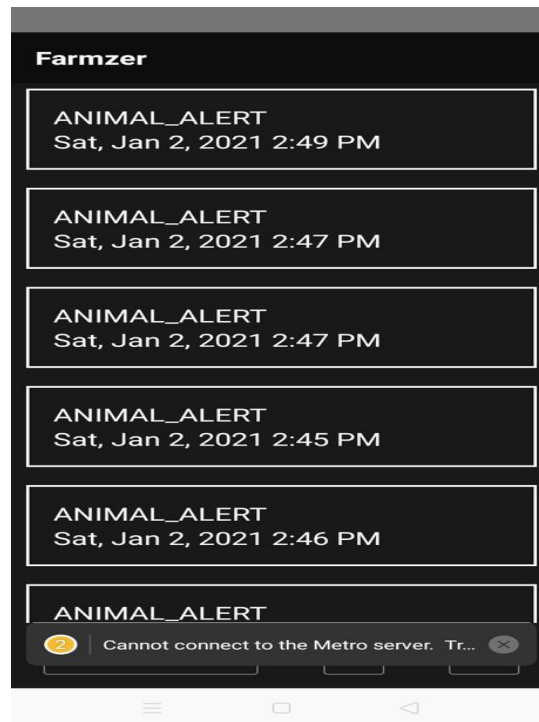 Farmzer
ANIMAL_ALERT
Sat, Jan 2, 2021 2:49 PM
ANIMAL_ALERT
Sat, Jan 2, 2021 2:47 PM
ANIMAL_ALERT
Sat, Jan 2, 2021 2:47 PM
ANIMAL_ALERT
Sat, Jan 2, 2021 2:45 PM
ANIMAL_ALERT
Sat, Jan 2, 2021 2:46 PM
ANIMAL_ALERT
2 Cannot connect to the Metro server. Tr...